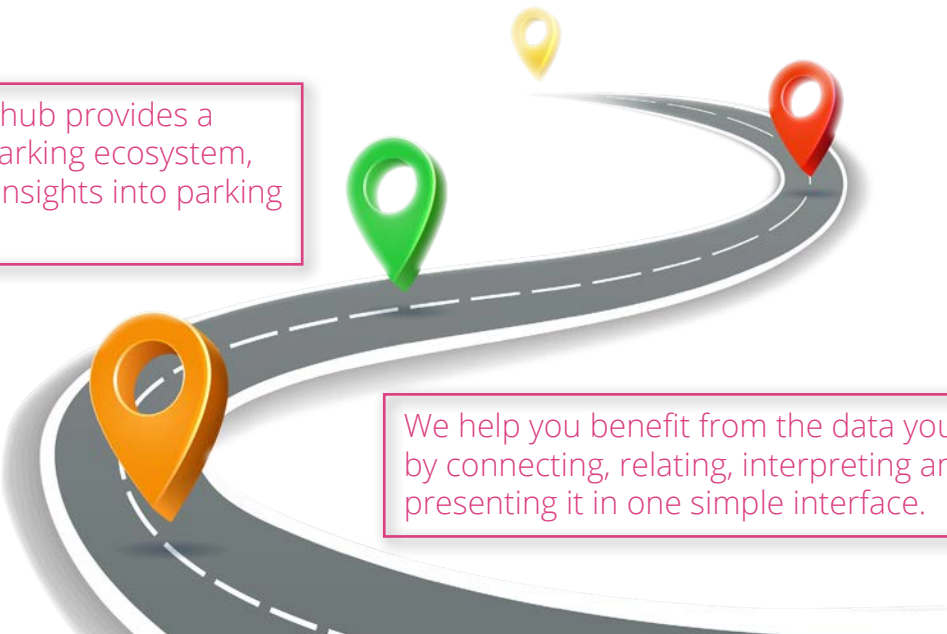 hub provides a
arking ecosystem,
nsights into parking
We help you benefit from the data you
by connecting, relating, interpreting an
presenting it in one simple interface.